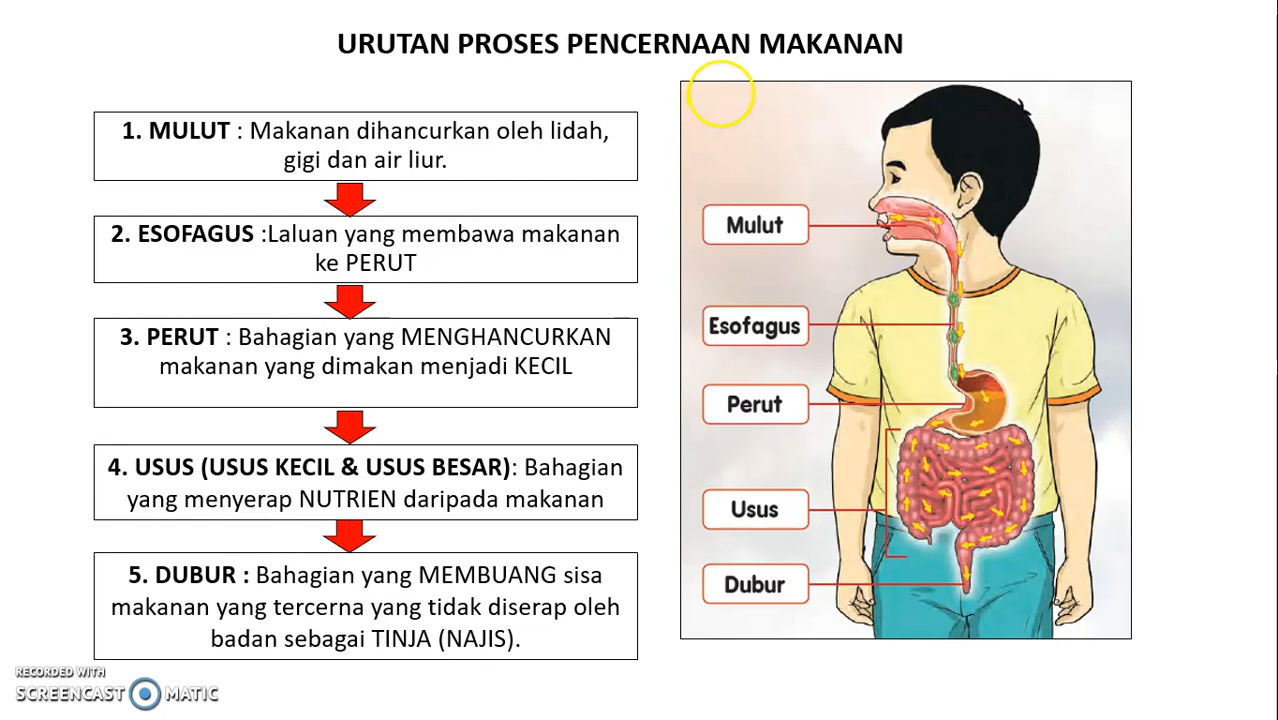 URUTAN PROSES PENCERNAAN MAKANAN
1. MULUT : Makanan dihancurkan oleh lidah,
gigi dan air liur.
2. ESOFAGUS :Laluan yang membawa makanan
ke PERUT
3. PERUT : Bahagian yang MENGHANCURKAN
makanan yang dimakan menjadi KECIL
4. USUS (USUS KECIL & USUS BESAR): Bahagian
yang menyerap NUTRIEN daripada makanan
5. DUBUR : Bahagian yang MEMBUANG sisa
makanan yang tercerna yang tidak diserap oleh
badan sebagai TINJA (NAJIS).
Mulut
Esofagus
Perut
Usus
Dubur
RECORDED WITH
SCREENCAST MATIC